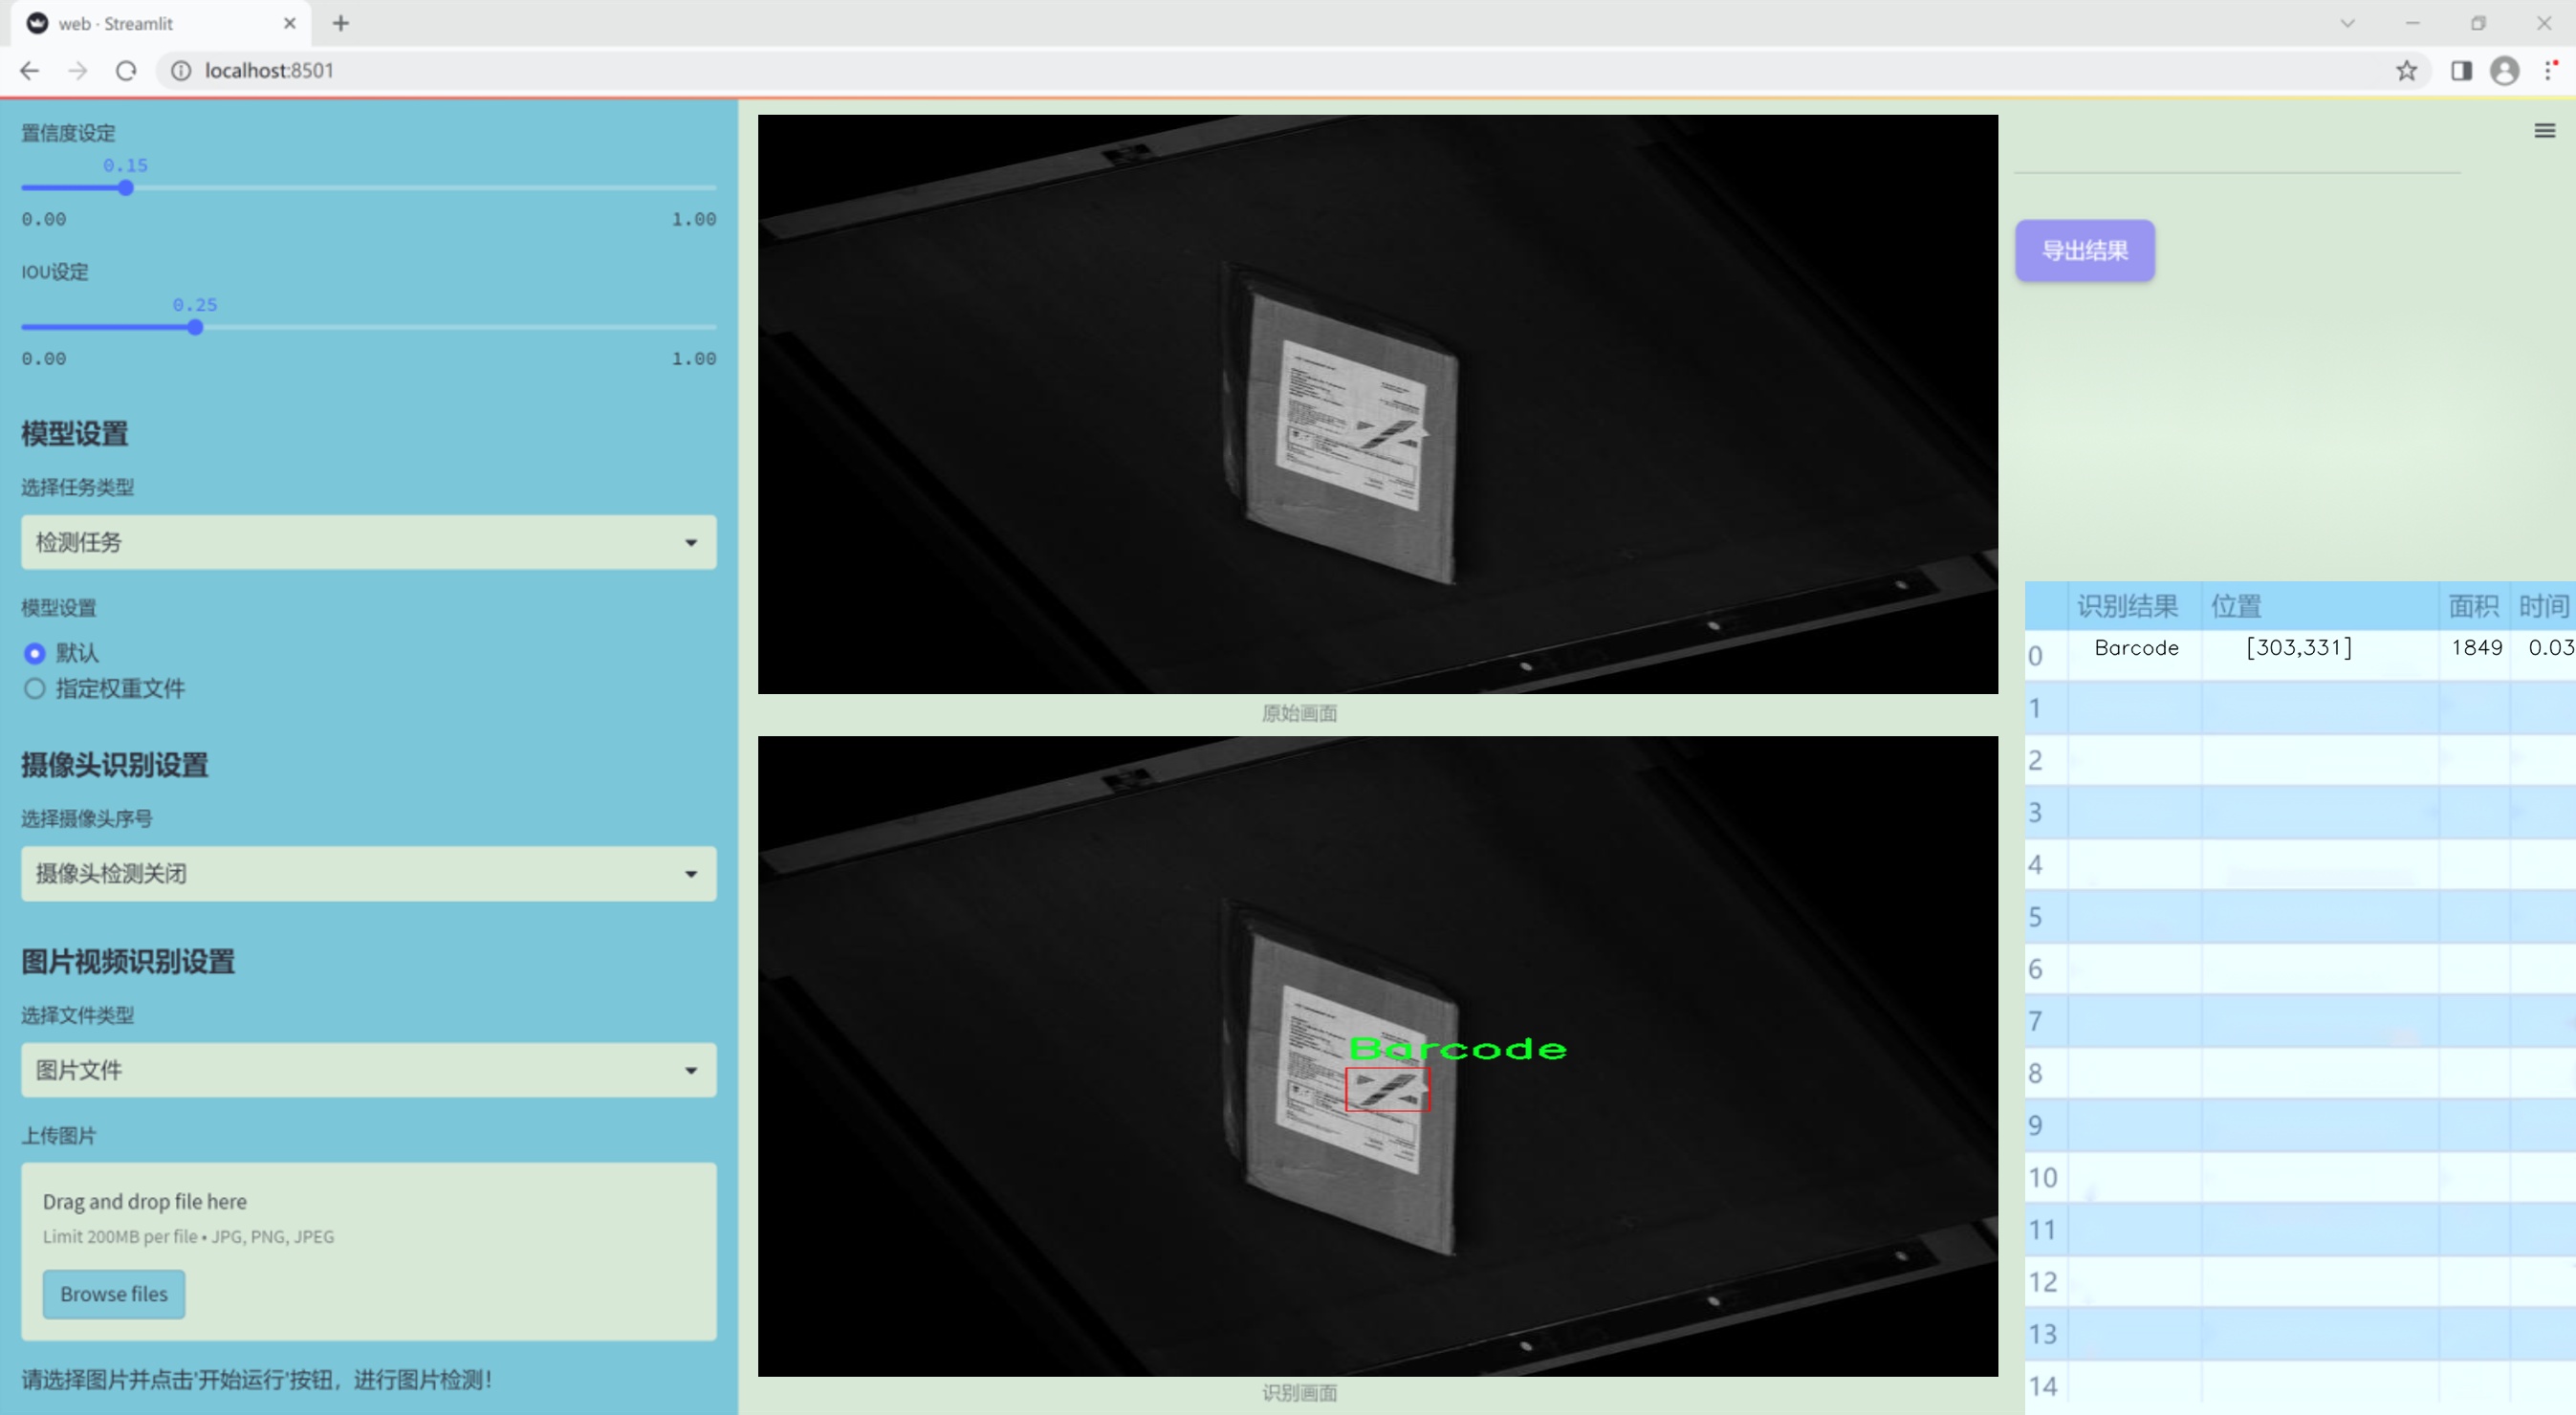 web · Streamlit
localhost:8501
置信度设定
0.15
0.00 1.00
IOU设定
0.25
0.00 1.00
模型设置
选择任务类型
检测任务
模型设置
默认
指定权重文件
摄像头识别设置
选择摄像头序号
摄像头检测关闭
图片视频识别设置
选择文件类型
图片文件
上传图片
Drag and drop file here
Limit 200MB per file • JPG, PNG, JPEG
Browse files
请选择图片并点击'开始运行'按钮，进行图片检测！
原始画面
Barcode
识别画面
导出结果
识别结果 位置 面积 时间
0 Barcode [303,331] 1849 0.03
1
2
3
4
5
6
7
8
9
10
11
12
13
14